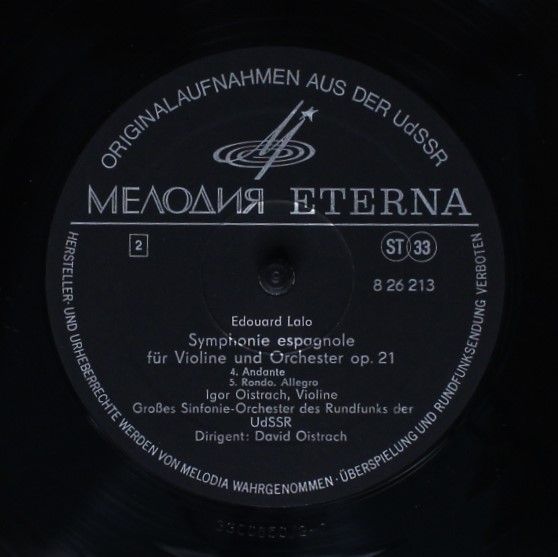 ORIGINALAUFNAHMEN AUS DER UdSSR
МЕЛОДИЯ ETERNA
2
ST 33
8 26 213
Edouard Lalo
Symphonie espagnole
für Violine und Orchester op. 21
4. Andante
5. Rondo. Allegro
Igor Oistrach, Violine
Großes Sinfonie-Orchester des Rundfunks der
UdSSR
Dirigent: David Oistrach
HERSTELLER- UND URHEBERRECHTE WERDEN VON MELODIA WAHRGENOMMEN · ÜBERSPIELUNG UND RUNDFUNKSENDUNG VERBOTEN